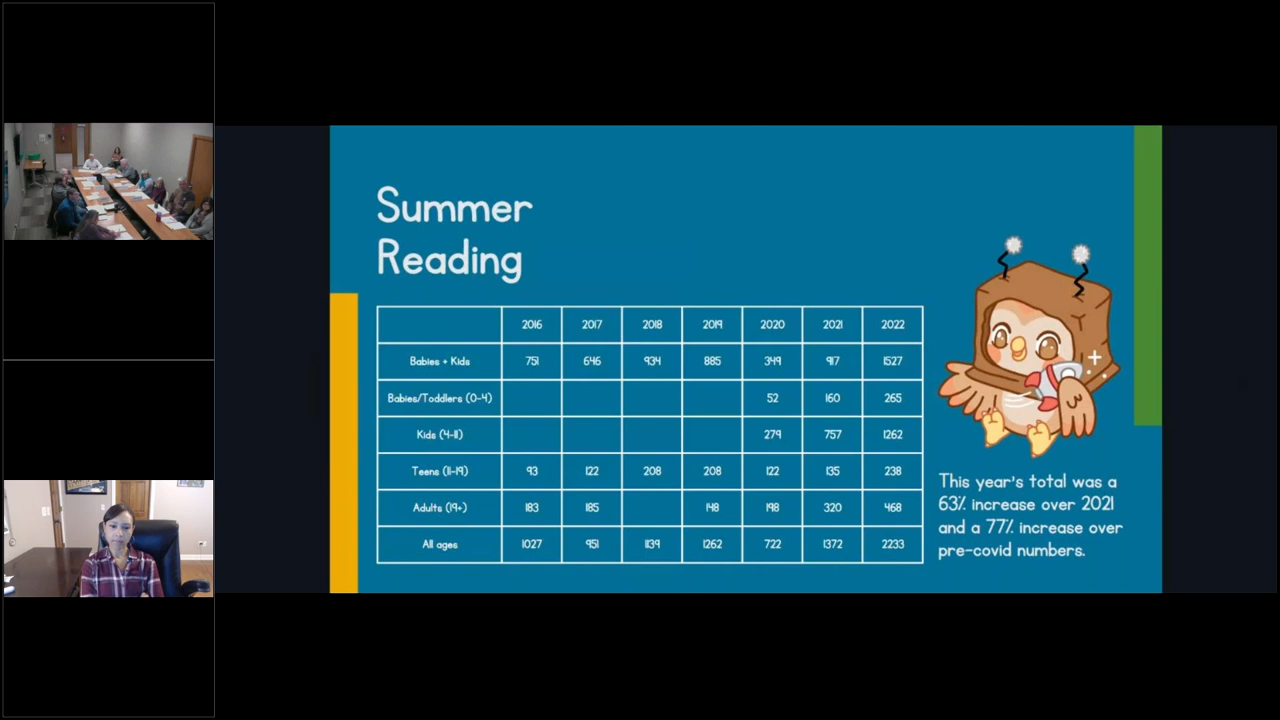 Summer
Reading
2016 2017 2018 2019 2020 2021 2022
Babies + Kids 751 646 934 885 349 917 1527
Babies/Toddlers (0-4) 52 160 265
Kids (4-11) 279 757 1262
Teens (11-19) 93 122 208 208 122 135 238
Adults (19+) 183 185 148 198 320 468
All ages 1027 951 1139 1262 722 1372 2233
This year's total was a
63% increase over 2021
and a 77% increase over
pre-covid numbers.